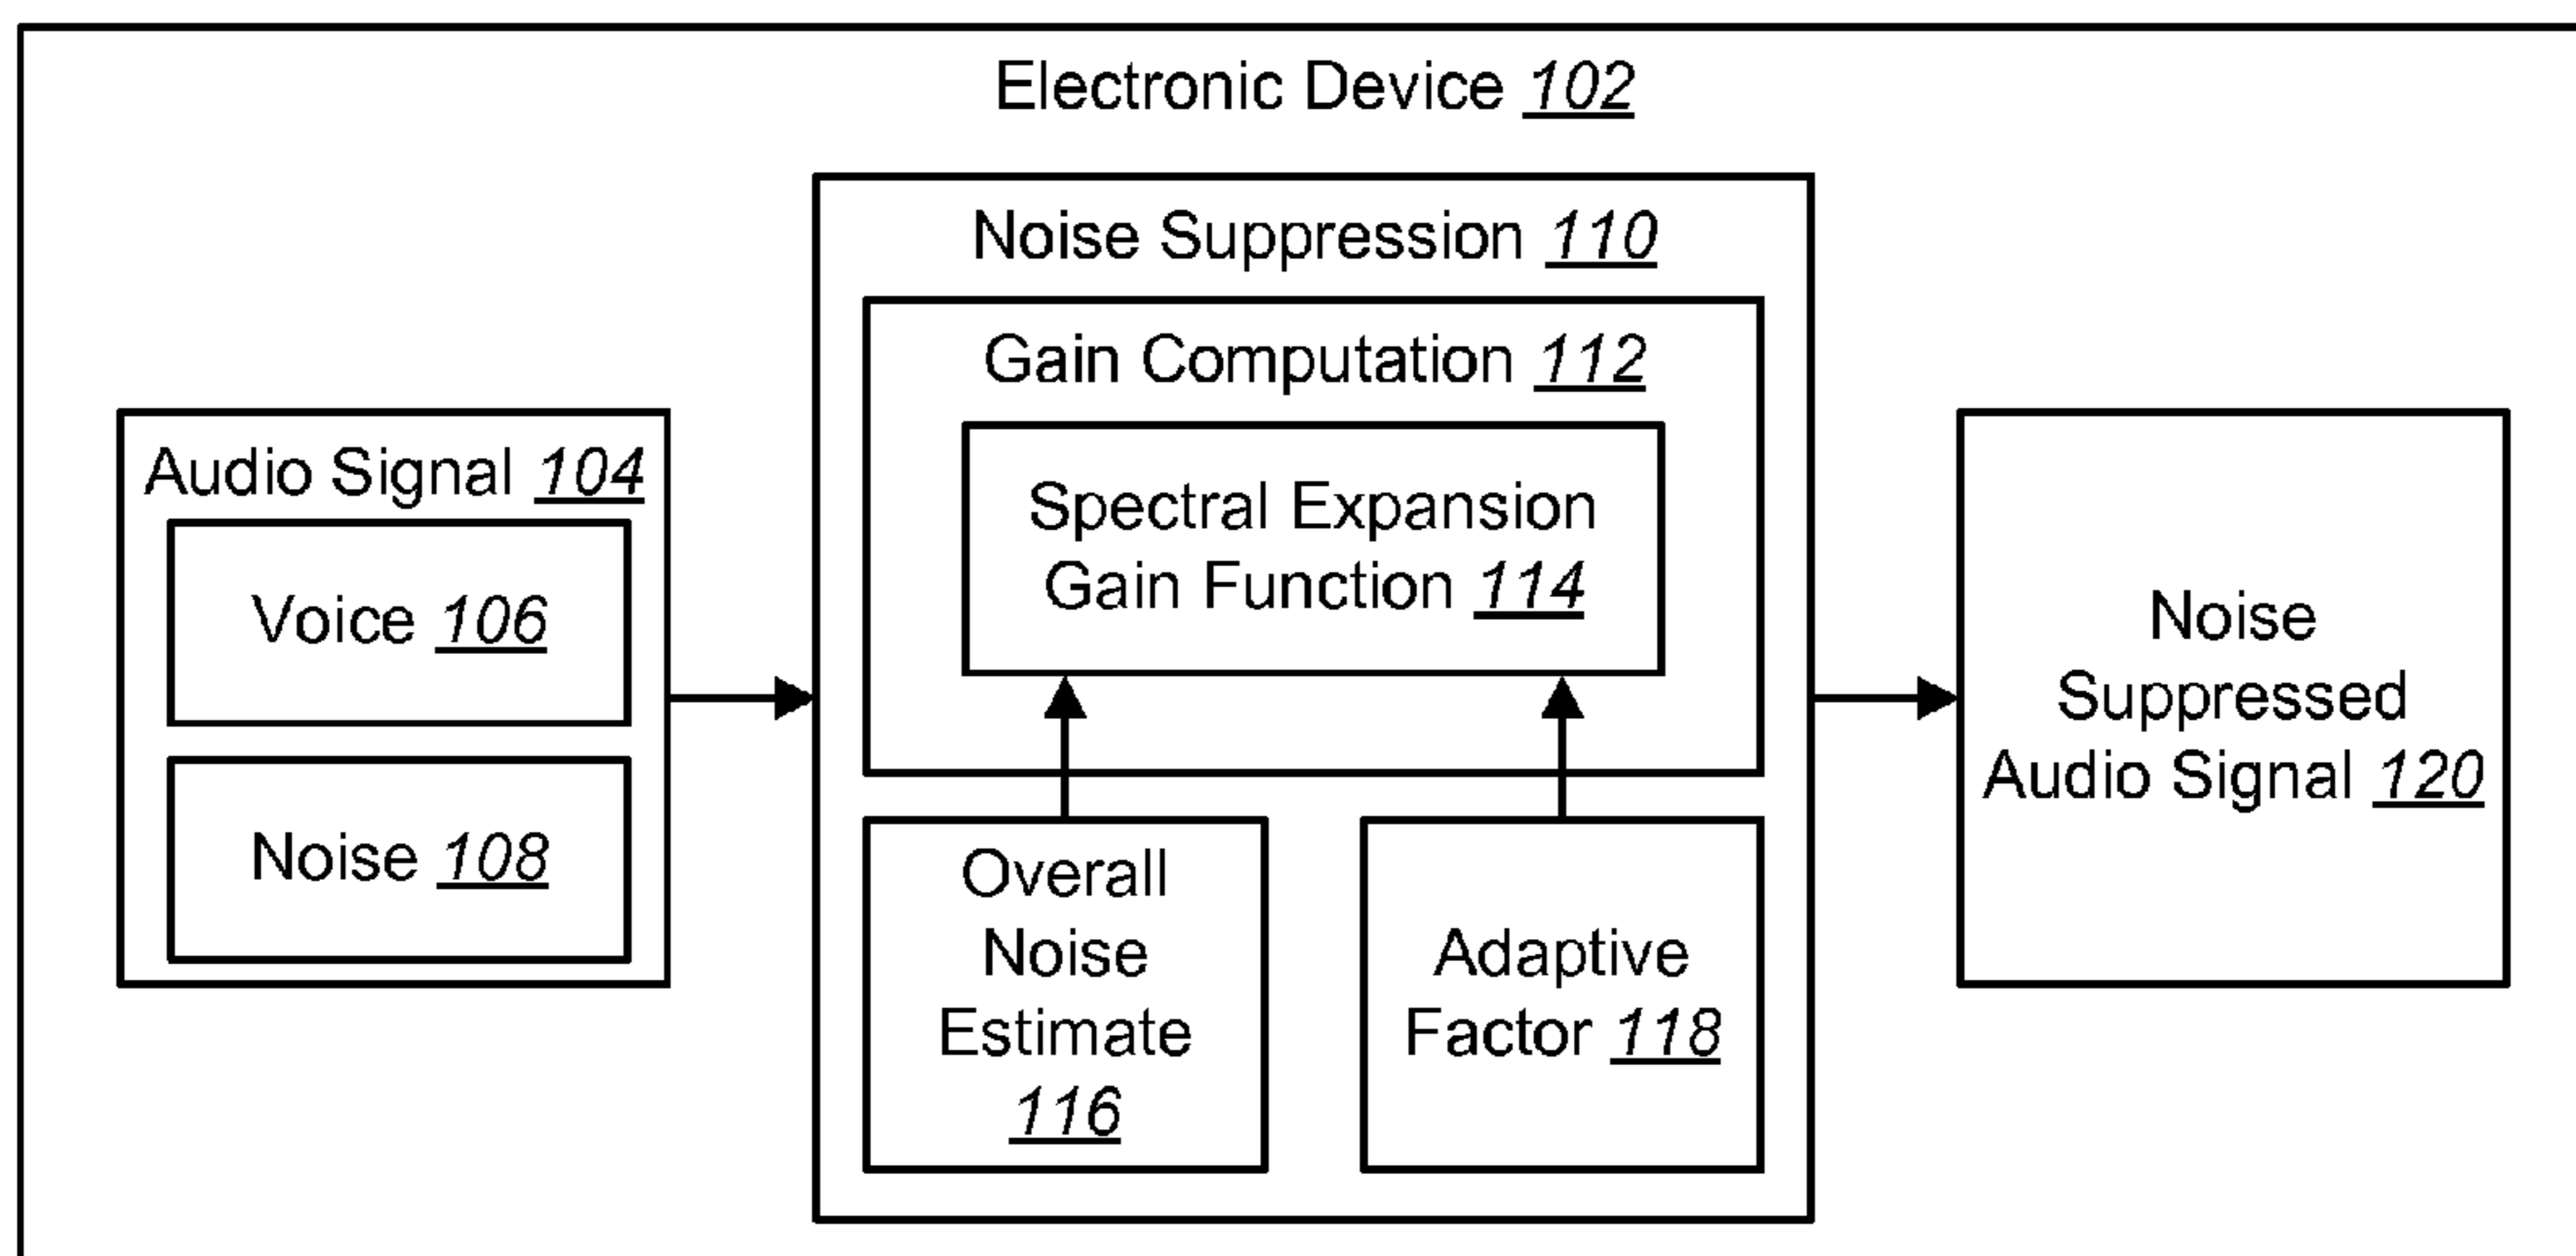 Electronic Device 102
Noise Suppression 110
Gain Computation 112
Spectral Expansion
Gain Function 114
Audio Signal 104
Voice 106
Noise 108
Overall
Noise
Estimate
116
Adaptive
Factor 118
Noise
Suppressed
Audio Signal 120